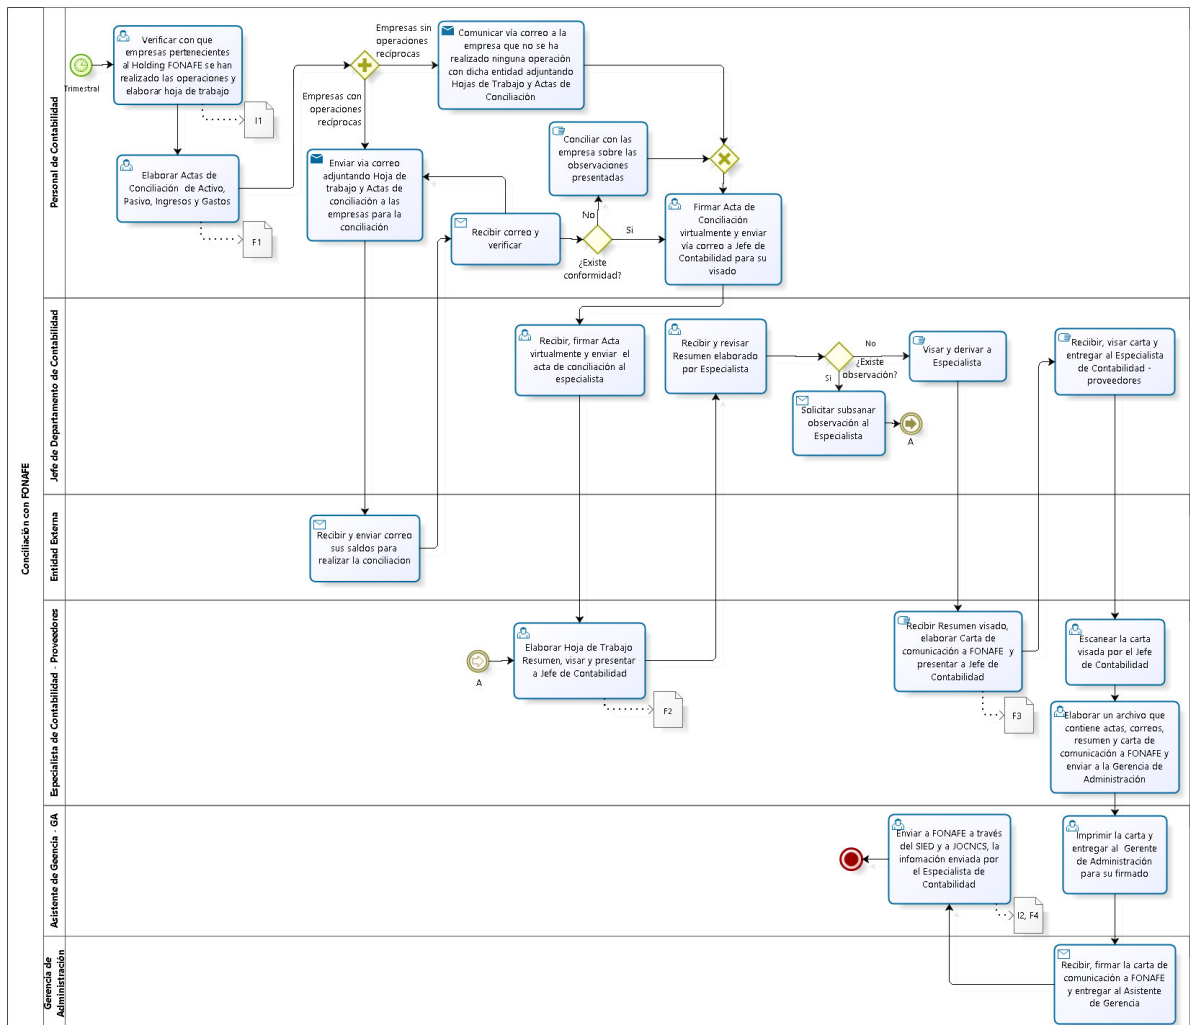 Conciliación con FONAFE
Personal de Contabilidad
Trimestral
Verificar con que
empresas pertenecientes
al Holding FONAFE se han
realizado las operaciones y
elaborar hoja de trabajo
I1
Elaborar Actas de
Conciliación de Activo,
Pasivo, Ingresos y Gastos
F1
Empresas sin
operaciones
recíprocas
Empresas con
operaciones
recíprocas
Comunicar vía correo a la
empresa que no se ha
realizado ninguna operación
con dicha entidad adjuntando
Hojas de Trabajo y Actas de
Conciliación
Enviar via correo
adjuntando Hoja de
trabajo y Actas de
conciliación a las
empresas para la
conciliación
Conciliar con las
empresa sobre las
observaciones
presentadas
Recibir correo y
verificar
No
Si
¿Existe
conformidad?
Firmar Acta de
Conciliación
virtualmente y enviar
vía correo a Jefe de
Contabilidad para su
visado
Jefe de Departamento de Contabilidad
Recibir, firmar Acta
virtualmente y enviar el
acta de conciliación al
especialista
Recibir y revisar
Resumen elaborado
por Especialista
No
¿Existe
observación?
Si
Solicitar subsanar
observación al
Especialista
A
Visar y derivar a
Especialista
Reciibir, visar carta y
entregar al Especialista
de Contabilidad -
proveedores
Entidad Externa
Recibir y enviar correo
sus saldos para
realizar la conciliacion
Especialista de Contabilidad - Proveedores
A
Elaborar Hoja de Trabajo
Resumen, visar y presentar
a Jefe de Contabilidad
F2
Recibir Resumen visado,
elaborar Carta de
comunicación a FONAFE y
presentar a Jefe de
Contabilidad
F3
Escanear la carta
visada por el Jefe
de Contabilidad
Elaborar un archivo que
contiene actas, correos,
resumen y carta de
comunicación a FONAFE y
enviar a la Gerencia de
Administración
Asistente de Geencia - GA
Enviar a FONAFE a través
del SIED y a JOCNCS, la
infomación enviada por
el Especialista de
Contabilidad
I2, F4
Imprimir la carta y
entregar al Gerente
de Administración
para su firmado
Gerencia de
Administración
Recibir, firmar la carta de
comunicación a FONAFE
y entregar al Asistente
de Gerencia